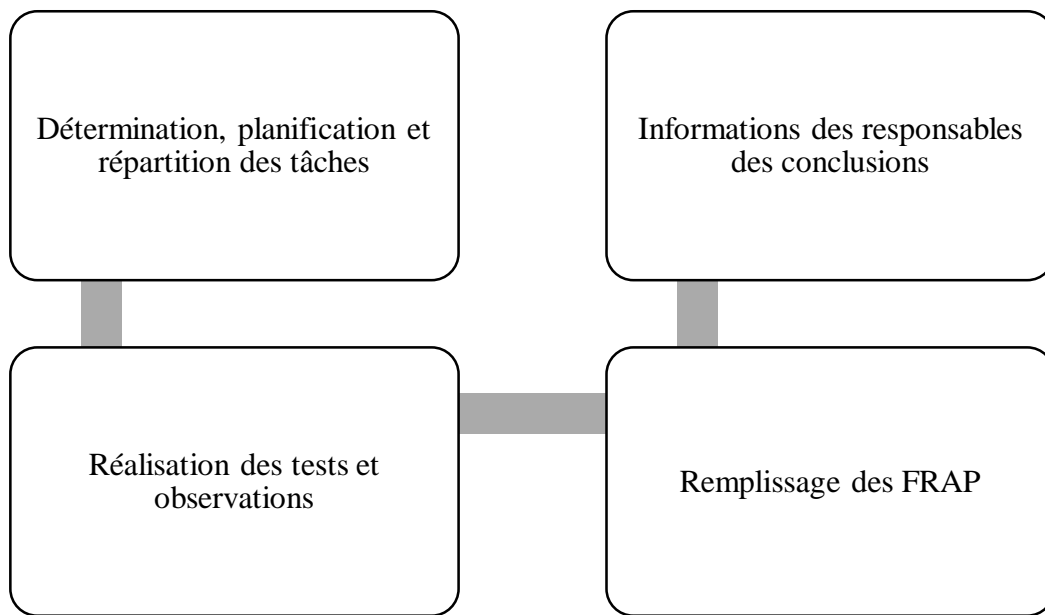 Détermination, planification et
répartition des tâches
Informations des responsables
des conclusions
Réalisation des tests et
observations
Remplissage des FRAP